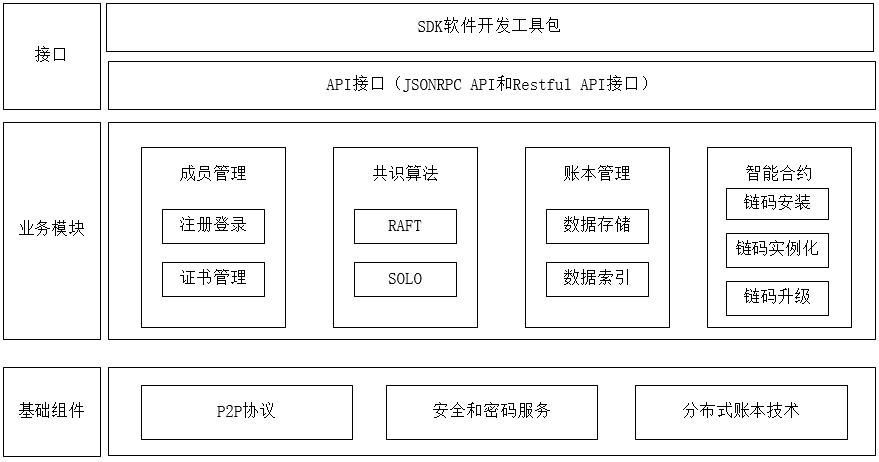 接口
SDK软件开发工具包
API接口（JSONRPC API和Restful API接口）
业务模块
成员管理
注册登录
证书管理
共识算法
RAFT
SOLO
账本管理
数据存储
数据索引
智能合约
链码安装
链码实例化
链码升级
基础组件
P2P协议
安全和密码服务
分布式账本技术